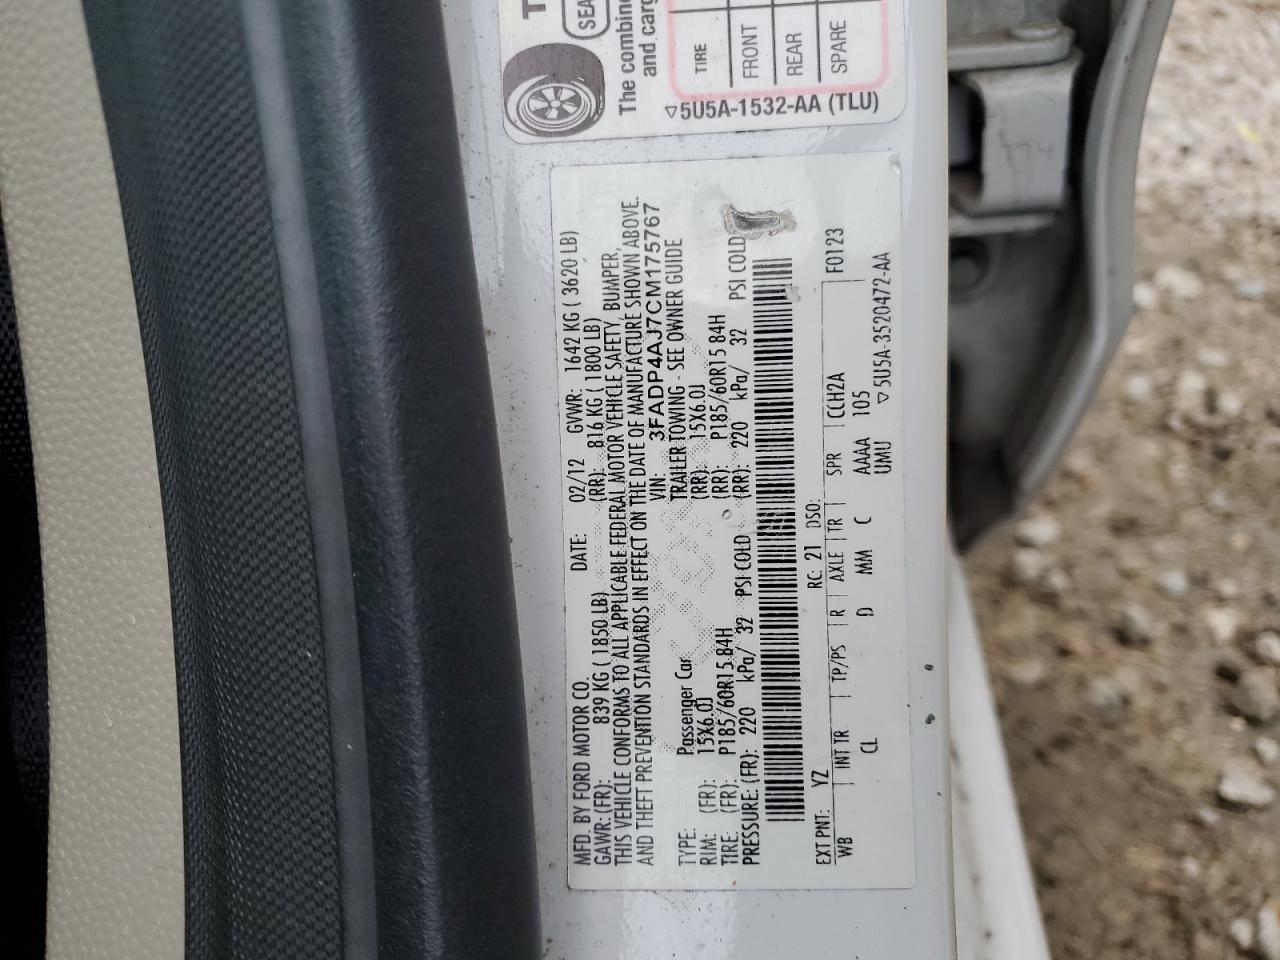 SEA
The combine
and carg
TIRE
FRONT
REAR
SPARE
5U5A-1532-AA (TLU)
MFD. BY FORD MOTOR CO. DATE: 02/12 GVWR: 1642 KG ( 3620 LB)
GAWR: (FR): 839 KG ( 1850 LB) (RR): 816 KG ( 1800 LB)
THIS VEHICLE CONFORMS TO ALL APPLICABLE FEDERAL MOTOR VEHICLE SAFETY, BUMPER,
AND THEFT PREVENTION STANDARDS IN EFFECT ON THE DATE OF MANUFACTURE SHOWN ABOVE.
VIN: 3FADP4AJ7CM175767
TYPE: Passenger Car TRAILER TOWING - SEE OWNER GUIDE
RIM: (FR): 15X6.0J (RR): 15X6.0J
TIRE: (FR): P185/60R15 84H (RR): P185/60R15 84H
PRESSURE: (FR): 220 kPa/ 32 PSI COLD (RR): 220 kPa/ 32 PSI COLD
EXT PNT: YZ RC: 21 DSO: F0123
WB INT TR TP/PS R AXLE TR SPR CCH2A
CL D MM C AAAA 105
UMU 5U5A-3520472-AA